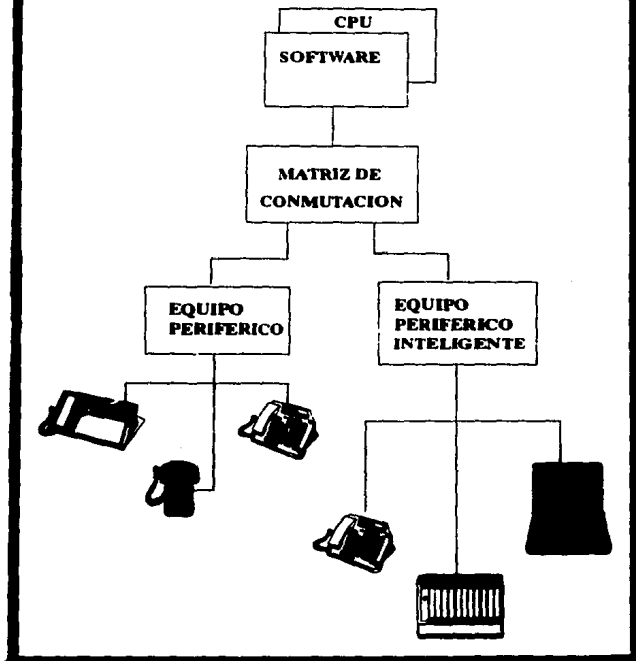 CPU
SOFTWARE
MATRIZ DE
CONMUTACION
EQUIPO
PERIFERICO
EQUIPO
PERIFERICO
INTELIGENTE